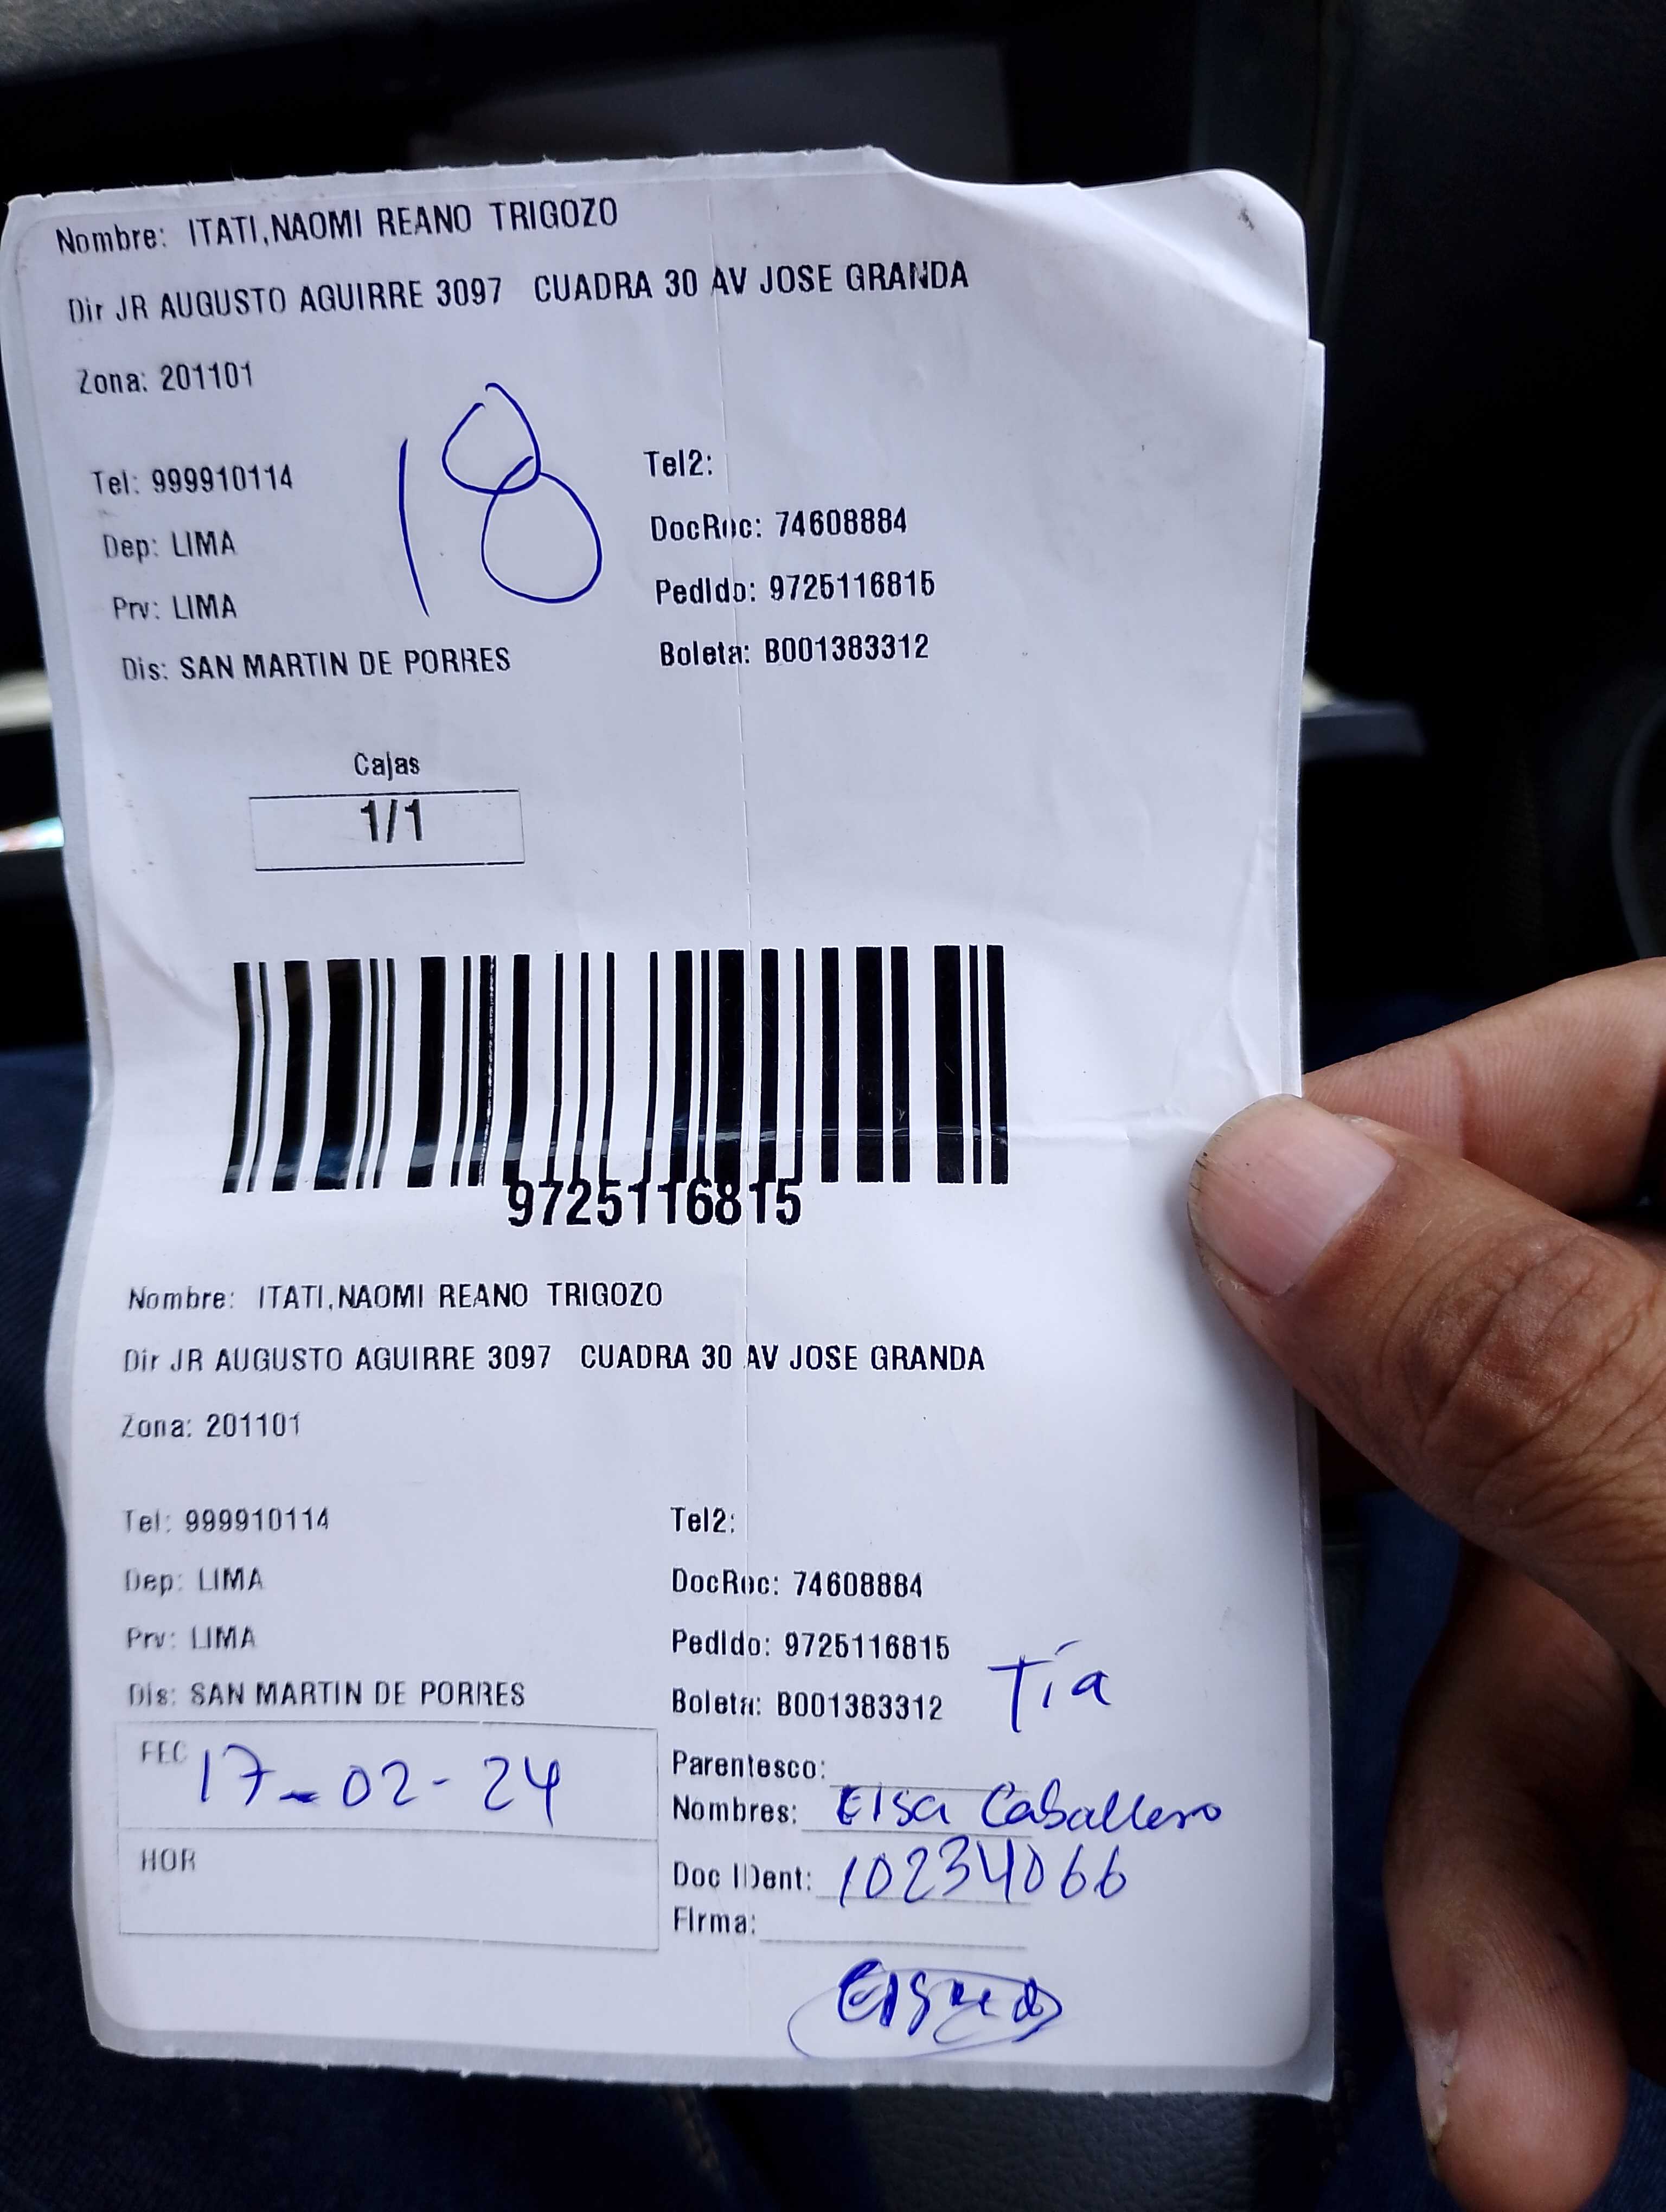 Nombre: ITATI,NAOMI REANO TRIGOZO
Dir JR AUGUSTO AGUIRRE 3097 CUADRA 30 AV JOSE GRANDA
Zona: 201101
18
Tel: 999910114 Tel2:
Dep: LIMA DocRec: 74608884
Prv: LIMA Pedido: 9725116815
Dis: SAN MARTIN DE PORRES Boleta: B001383312
Cajas
1/1
9725116815
Nombre: ITATI,NAOMI REANO TRIGOZO
Dir JR AUGUSTO AGUIRRE 3097 CUADRA 30 AV JOSE GRANDA
Zona: 201101
Tel: 999910114 Tel2:
Dep: LIMA DocRec: 74608884
Prv: LIMA Pedido: 9725116815
Dis: SAN MARTIN DE PORRES Boleta: B001383312
Tía
FEC 17-02-24 Parentesco:
Nombres: Elsa Caballero
HOR Doc IDent: 10234066
Firma: